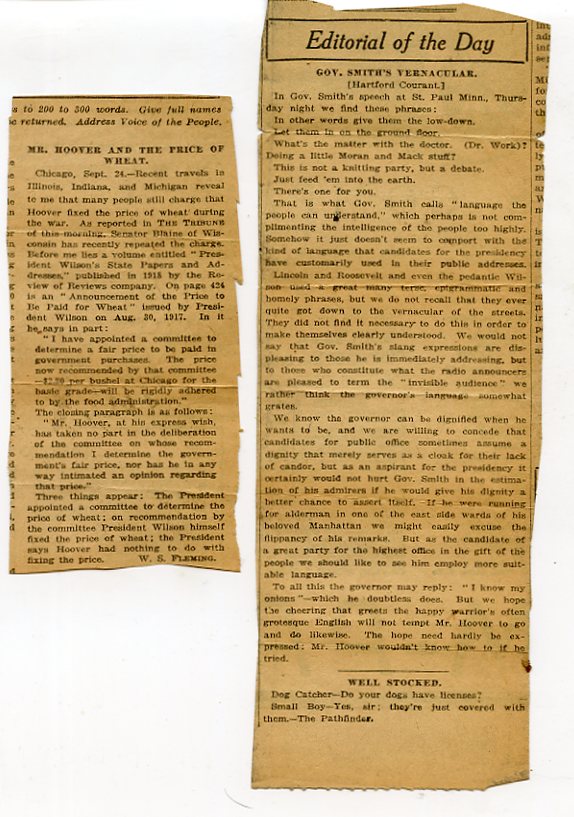 s to 200 to 300 words. Give full names
e returned. Address Voice of the People.
MR. HOOVER AND THE PRICE OF
WHEAT.
Chicago, Sept. 24.—Recent travels in
Illinois, Indiana, and Michigan reveal
to me that many people still charge that
Hoover fixed the price of wheat during
the war. As reported in THE TRIBUNE
of this morning, Senator Blaine of Wis-
consin has recently repeated the charge.
Before me lies a volume entitled "Pres-
ident Wilson's State Papers and Ad-
dresses," published in 1918 by the Re-
view of Reviews company. On page 424
is an "Announcement of the Price to
Be Paid for Wheat" issued by Presi-
dent Wilson on Aug. 30, 1917. In it
he says in part:
"I have appointed a committee to
determine a fair price to be paid in
government purchases. The price
now recommended by that committee
—$2.20 per bushel at Chicago for the
basic grade—will be rigidly adhered
to by the food administration."
The closing paragraph is as follows:
"Mr. Hoover, at his express wish,
has taken no part in the deliberation
of the committee on whose recom-
mendation I determine the govern-
ment's fair price, nor has he in any
way intimated an opinion regarding
that price."
Three things appear: The President
appointed a committee to determine the
price of wheat; on recommendation by
the committee President Wilson himself
fixed the price of wheat; the President
says Hoover had nothing to do with
fixing the price. W. S. FLEMING.
Editorial of the Day
GOV. SMITH'S VERNACULAR.
[Hartford Courant.]
In Gov. Smith's speech at St. Paul Minn., Thurs-
day night we find these phrases:
In other words give them the low-down.
Let them in on the ground floor.
What's the matter with the doctor. (Dr. Work)?
Doing a little Moran and Mack stuff?
This is not a knitting party, but a debate.
Just feed 'em into the earth.
There's one for you.
That is what Gov. Smith calls "language the
people can understand," which perhaps is not com-
plimenting the intelligence of the people too highly.
Somehow it just doesn't seem to comport with the
kind of language that candidates for the presidency
have customarily used in their public addresses.
Lincoln and Roosevelt and even the pedantic Wil-
son used a great many terse, epigrammatic and
homely phrases, but we do not recall that they ever
quite got down to the vernacular of the streets.
They did not find it necessary to do this in order to
make themselves clearly understood. We would not
say that Gov. Smith's slang expressions are dis-
pleasing to those he is immediately addressing, but
to those who constitute what the radio announcers
are pleased to term the "invisible audience" we
rather think the governor's language somewhat
grates.
We know the governor can be dignified when he
wants to be, and we are willing to concede that
candidates for public office sometimes assume a
dignity that merely serves as a cloak for their lack
of candor, but as an aspirant for the presidency it
certainly would not hurt Gov. Smith in the estima-
tion of his admirers if he would give his dignity a
better chance to assert itself. If he were running
for alderman in one of the east side wards of his
beloved Manhattan we might easily excuse the
flippancy of his remarks. But as the candidate of
a great party for the highest office in the gift of the
people we should like to see him employ more suit-
able language.
To all this the governor may reply: "I know my
onions"—which he doubtless does. But we hope
the cheering that greets the happy warrior's often
grotesque English will not tempt Mr. Hoover to go
and do likewise. The hope need hardly be ex-
pressed; Mr. Hoover wouldn't know how to if he
tried.
WELL STOCKED.
Dog Catcher—Do your dogs have licenses?
Small Boy—Yes, sir; they're just covered with
them.—The Pathfinder.